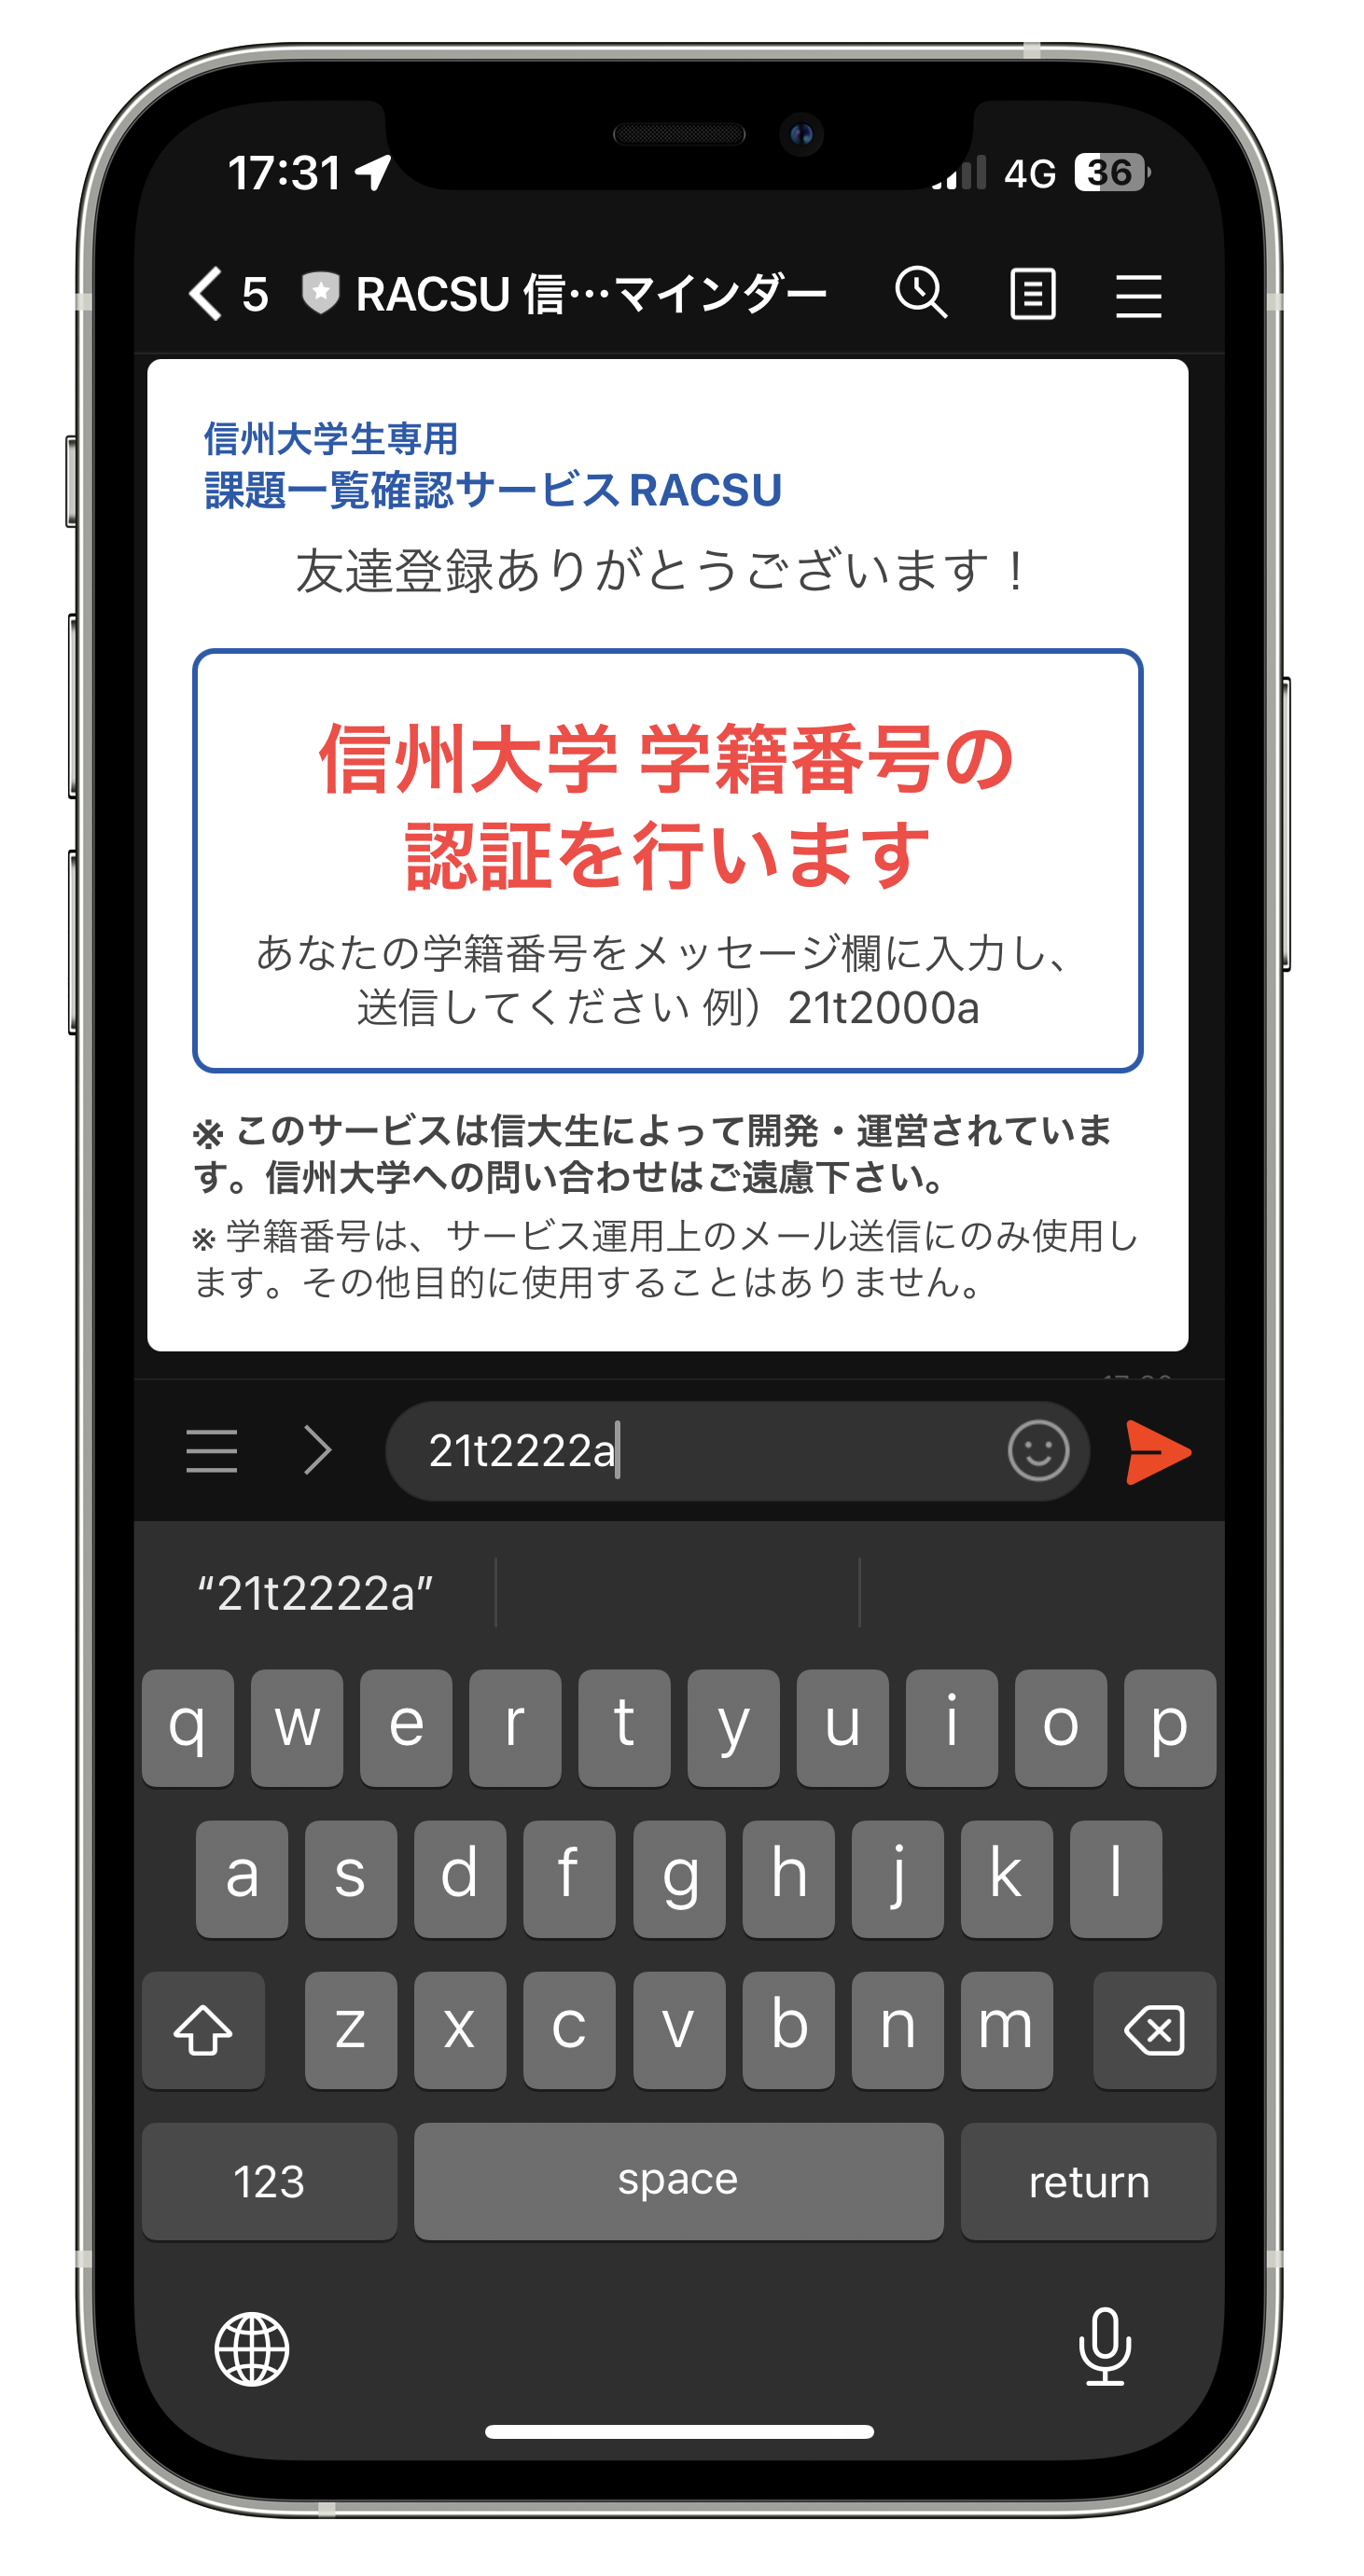 17:31 4G 36
5 RACSU 信…マインダー
信州大学生専用
課題一覧確認サービス RACSU
友達登録ありがとうございます！
信州大学 学籍番号の
認証を行います
あなたの学籍番号をメッセージ欄に入力し、
送信してください 例）21t2000a
※ このサービスは信大生によって開発・運営されていま
す。信州大学への問い合わせはご遠慮下さい。
※ 学籍番号は、サービス運用上のメール送信にのみ使用し
ます。その他目的に使用することはありません。
21t2222a
“21t2222a”
q w e r t y u i o p
a s d f g h j k l
z x c v b n m
123 space return